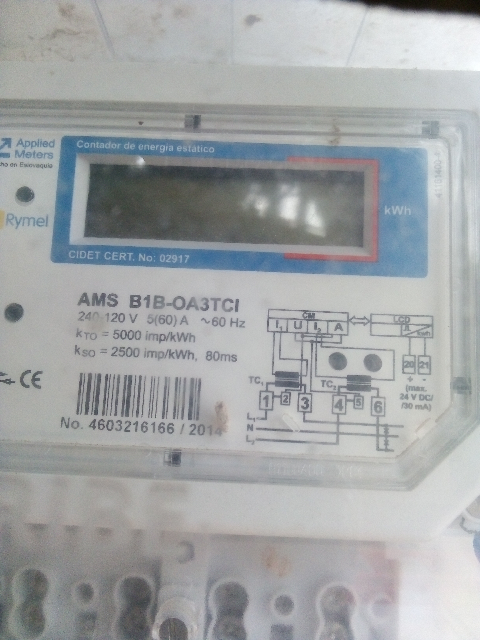 Applied
Meters
Contador de energía estatico
Rymel
kWh
CIDET CERT. No: 02917
AMS B1B-OA3TCI
240-120 V 5(60) A ~60 Hz
kTO = 5000 imp/kWh
kSO = 2500 imp/kWh, 80ms
CE
No. 4603216166 / 2014
CM
LCD
I₁ U I₂ A
kWh
TC₁ TC₂
20 21
+ -
(max.
24 V DC/
/30 mA)
1 2 3 4 5 6
L₁
N
L₂